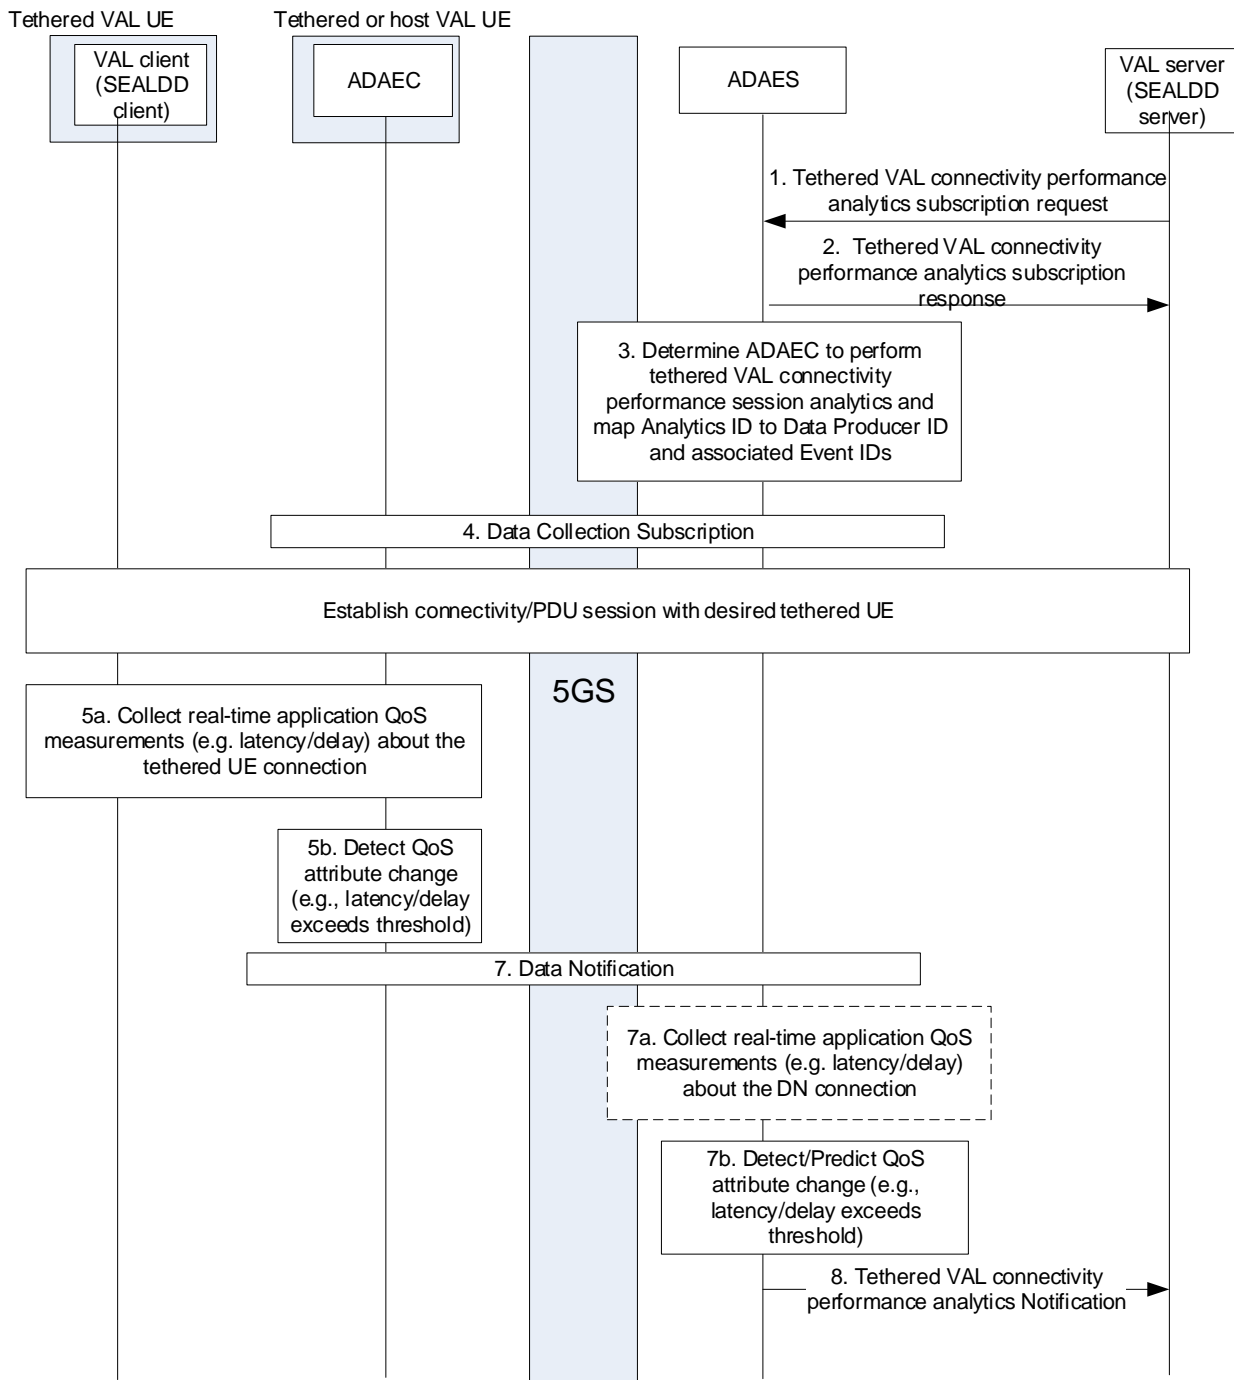 Tethered VAL UE
Tethered or host VAL UE
VAL client
(SEALDD
client)
ADAEC
ADAES
VAL server
(SEALDD
server)
1. Tethered VAL connectivity performance
analytics subscription request
2. Tethered VAL connectivity
performance analytics subscription
response
3. Determine ADAEC to perform
tethered VAL connectivity
performance session analytics and
map Analytics ID to Data Producer ID
and associated Event IDs
4. Data Collection Subscription
Establish connectivity/PDU session with desired tethered UE
5GS
5a. Collect real-time application QoS
measurements (e.g. latency/delay) about the
tethered UE connection
5b. Detect QoS
attribute change
(e.g., latency/delay
exceeds threshold)
7. Data Notification
7a. Collect real-time application QoS
measurements (e.g. latency/delay)
about the DN connection
7b. Detect/Predict QoS
attribute change (e.g.,
latency/delay exceeds
threshold)
8. Tethered VAL connectivity
performance analytics Notification